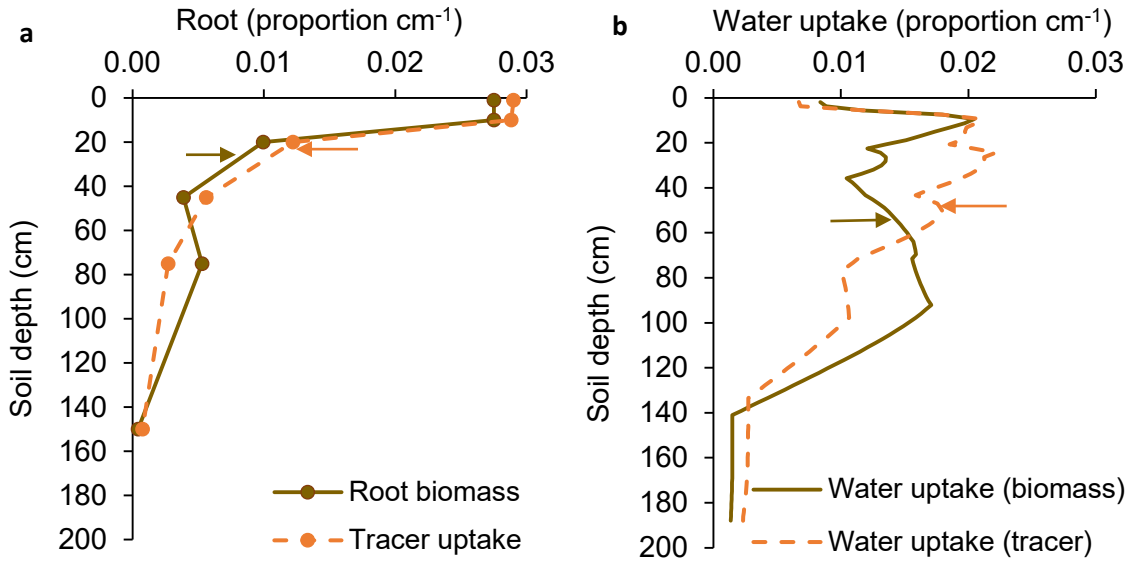 a
Root (proportion cm⁻¹)
0.00 0.01 0.02 0.03
0
20
40
60
80
100
120
140
160
180
200
Soil depth (cm)
Root biomass
Tracer uptake
b
Water uptake (proportion cm⁻¹)
0.00 0.01 0.02 0.03
0
20
40
60
80
100
120
140
160
180
200
Soil depth (cm)
Water uptake (biomass)
Water uptake (tracer)